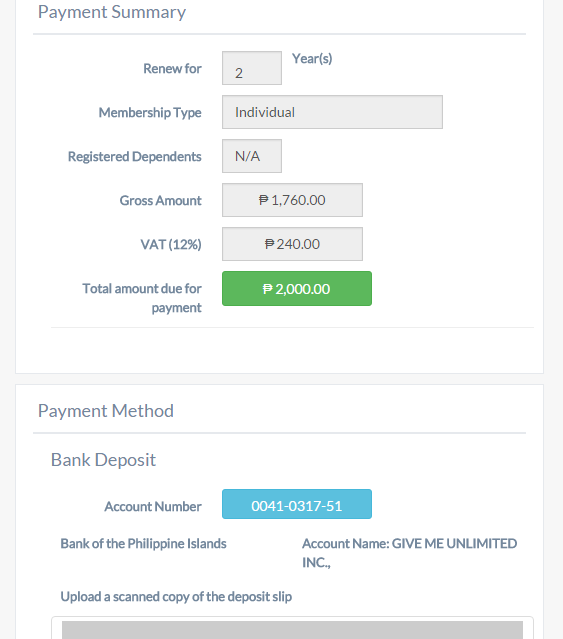 Payment Summary
Renew for
2
Year(s)
Membership Type
Individual
Registered Dependents
N/A
Gross Amount
₱ 1,760.00
VAT (12%)
₱ 240.00
Total amount due for
payment
₱ 2,000.00
Payment Method
Bank Deposit
Account Number
0041-0317-51
Bank of the Philippine Islands
Account Name: GIVE ME UNLIMITED
INC.,
Upload a scanned copy of the deposit slip